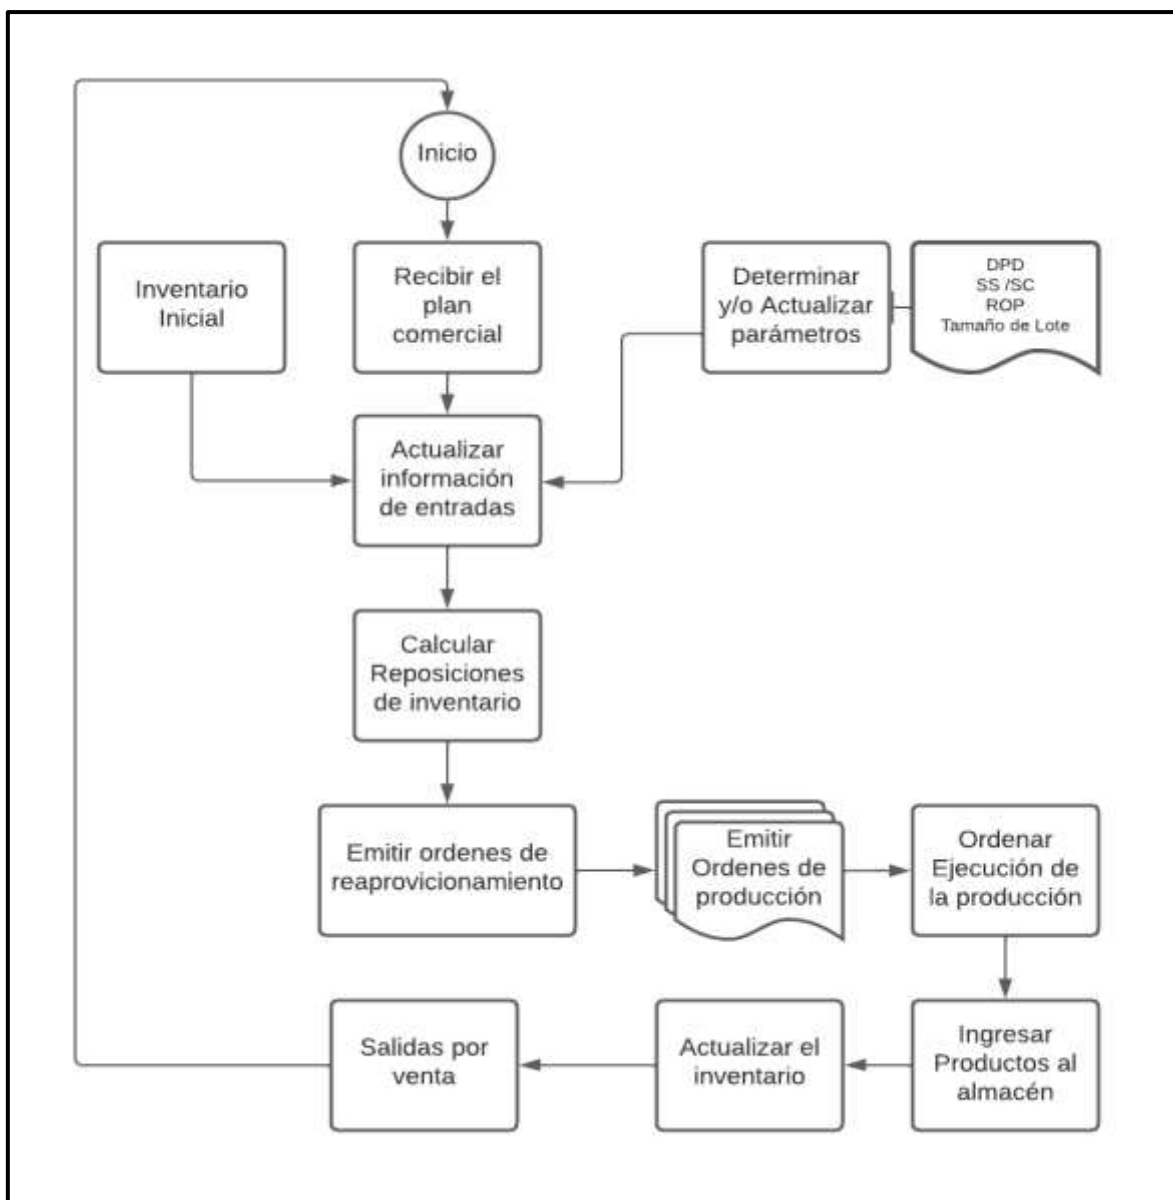 Inicio
Inventario
Inicial
Recibir el
plan
comercial
Determinar
y/o Actualizar
parámetros
DPD
SS /SC
ROP
Tamaño de Lote
Actualizar
información
de entradas
Calcular
Reposiciones
de inventario
Emitir ordenes de
reaprovicionamiento
Emitir
Ordenes de
producción
Ordenar
Ejecución de
la producción
Salidas por
venta
Actualizar el
inventario
Ingresar
Productos al
almacén